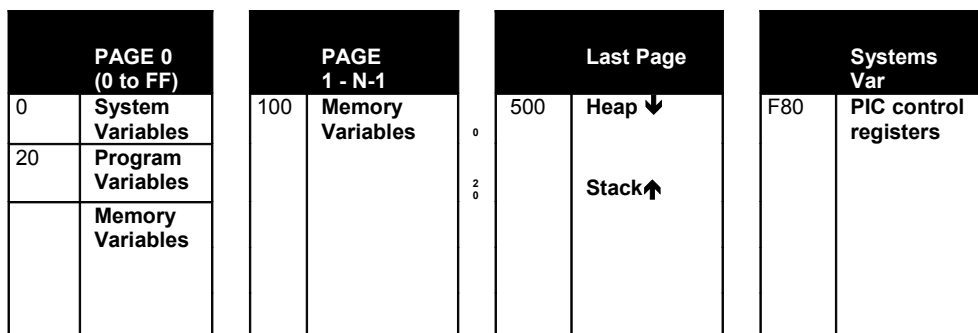 PAGE 0
(0 to FF)
0 System
Variables
20 Program
Variables
Memory
Variables
PAGE
1 - N-1
100 Memory
Variables
0
2
0
Last Page
500 Heap 🡻
Stack🡹
Systems
Var
F80 PIC control
registers